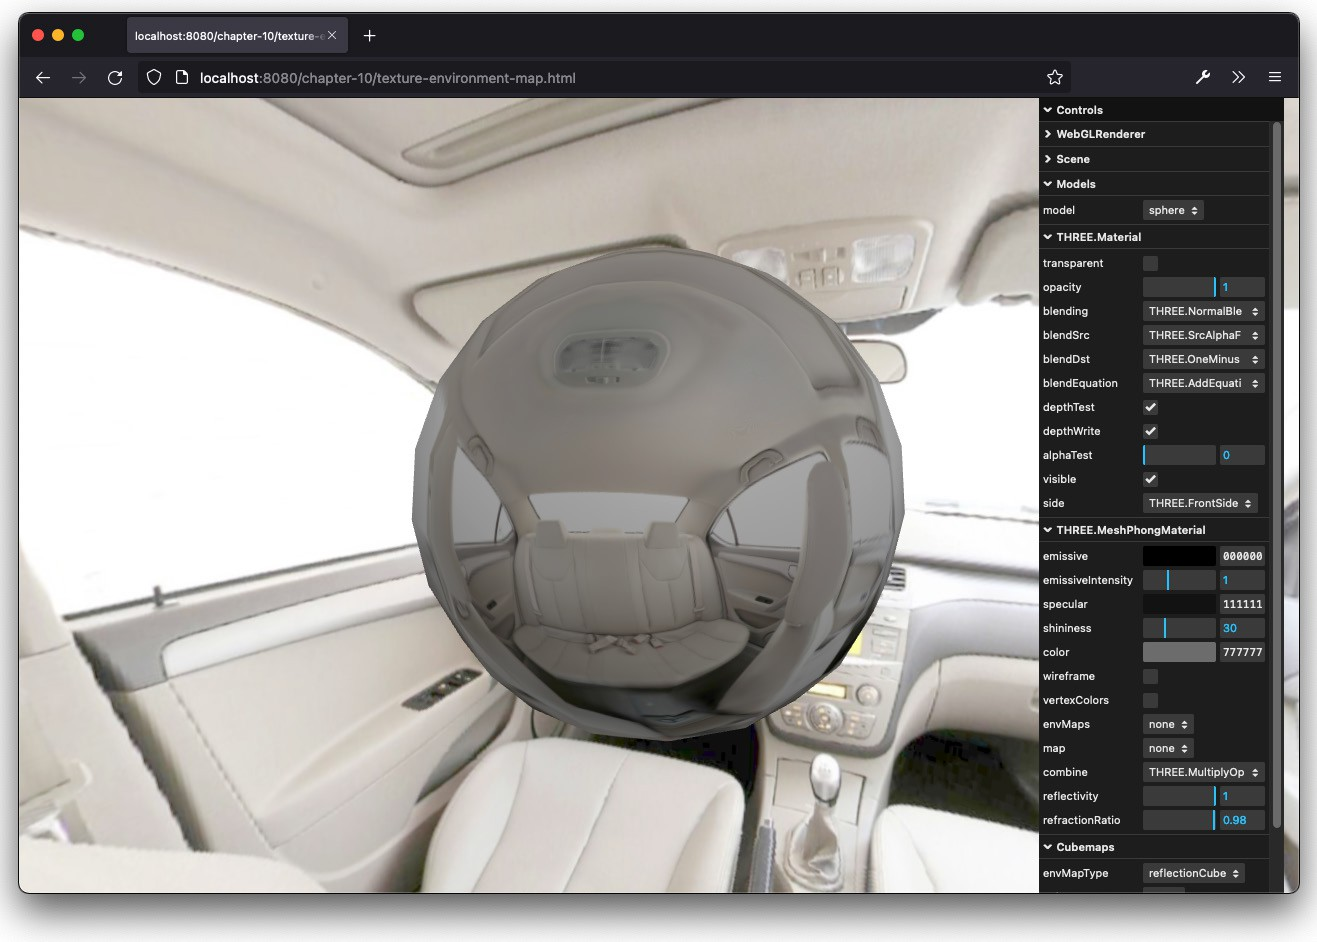 localhost:8080/chapter-10/texture-e
localhost:8080/chapter-10/texture-environment-map.html
Controls
WebGLRenderer
Scene
Models
model sphere
THREE.Material
transparent
opacity 1
blending THREE.NormalBle
blendSrc THREE.SrcAlphaF
blendDst THREE.OneMinus
blendEquation THREE.AddEquati
depthTest
depthWrite
alphaTest 0
visible
side THREE.FrontSide
THREE.MeshPhongMaterial
emissive 000000
emissiveIntensity 1
specular 111111
shininess 30
color 777777
wireframe
vertexColors
envMaps none
map none
combine THREE.MultiplyOp
reflectivity 1
refractionRatio 0.98
Cubemaps
envMapType reflectionCube